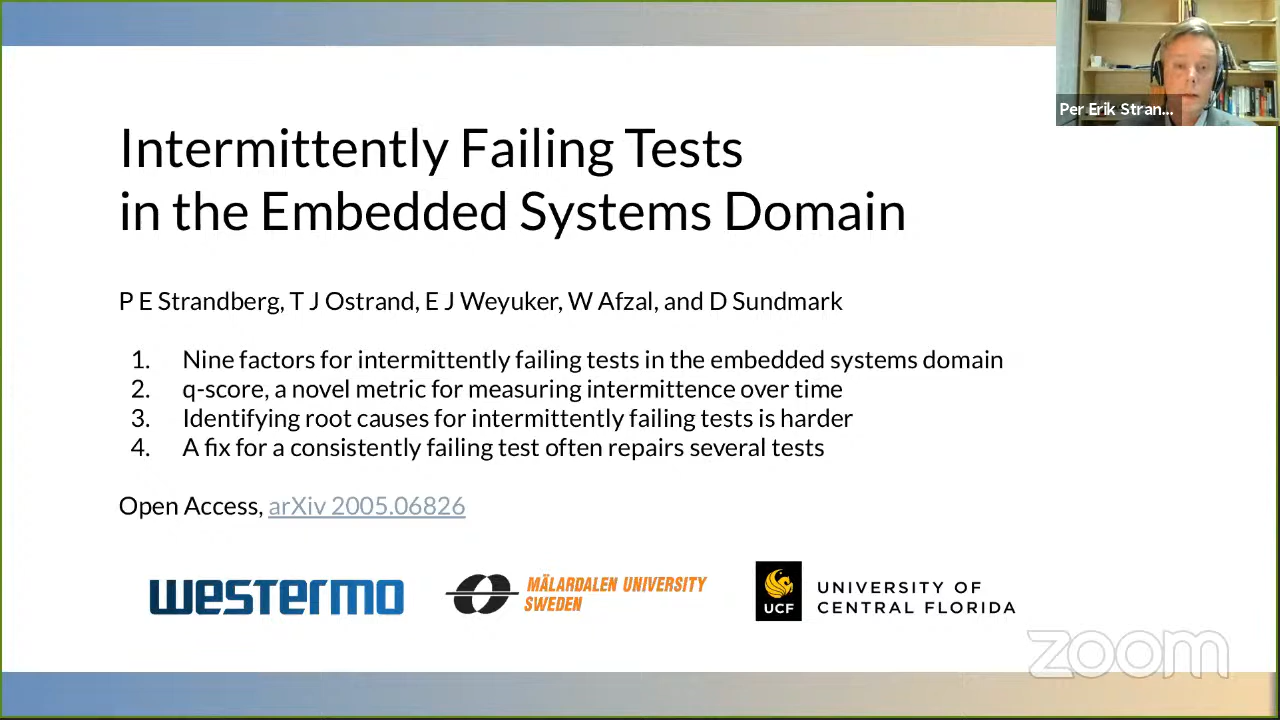 Per Erik Stran...
Intermittently Failing Tests
in the Embedded Systems Domain
P E Strandberg, T J Ostrand, E J Weyuker, W Afzal, and D Sundmark
1. Nine factors for intermittently failing tests in the embedded systems domain
2. q-score, a novel metric for measuring intermittence over time
3. Identifying root causes for intermittently failing tests is harder
4. A fix for a consistently failing test often repairs several tests
Open Access, arXiv 2005.06826
westermo
MÄLARDALEN UNIVERSITY
SWEDEN
UCF
UNIVERSITY OF
CENTRAL FLORIDA
zoom